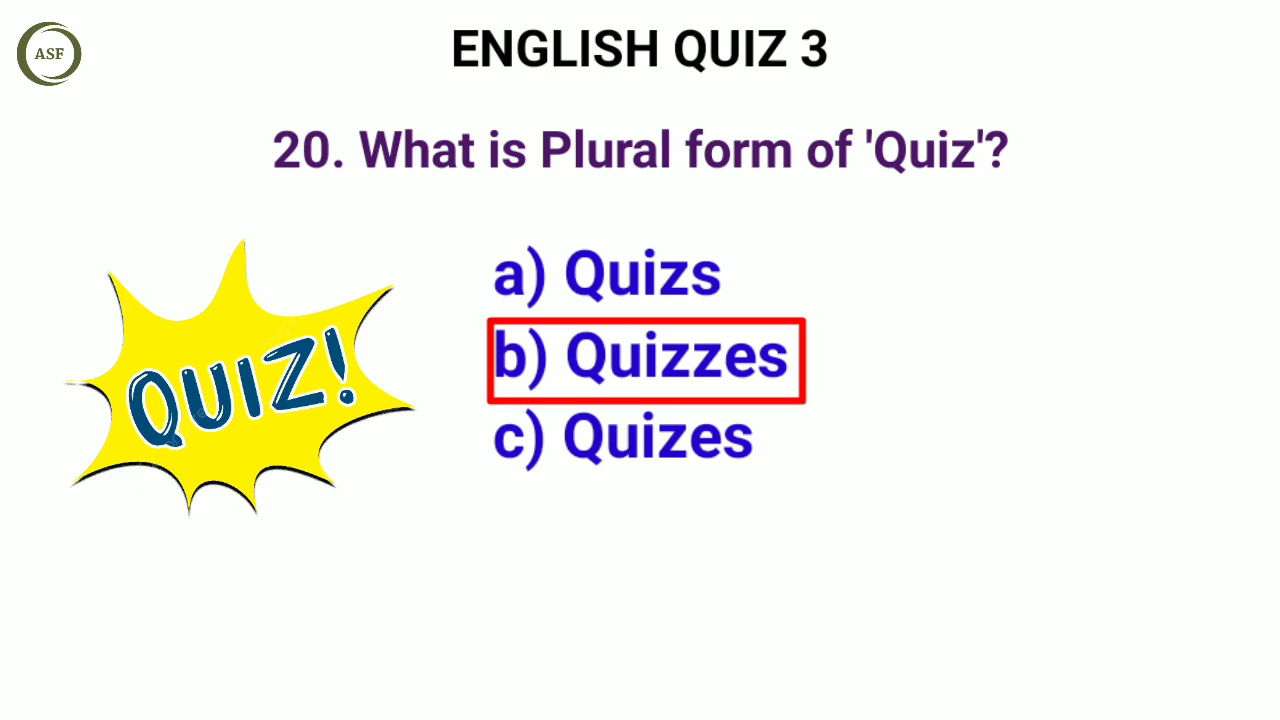 ASF
ENGLISH QUIZ 3
20. What is Plural form of 'Quiz'?
QUIZ!
a) Quizs
b) Quizzes
c) Quizes